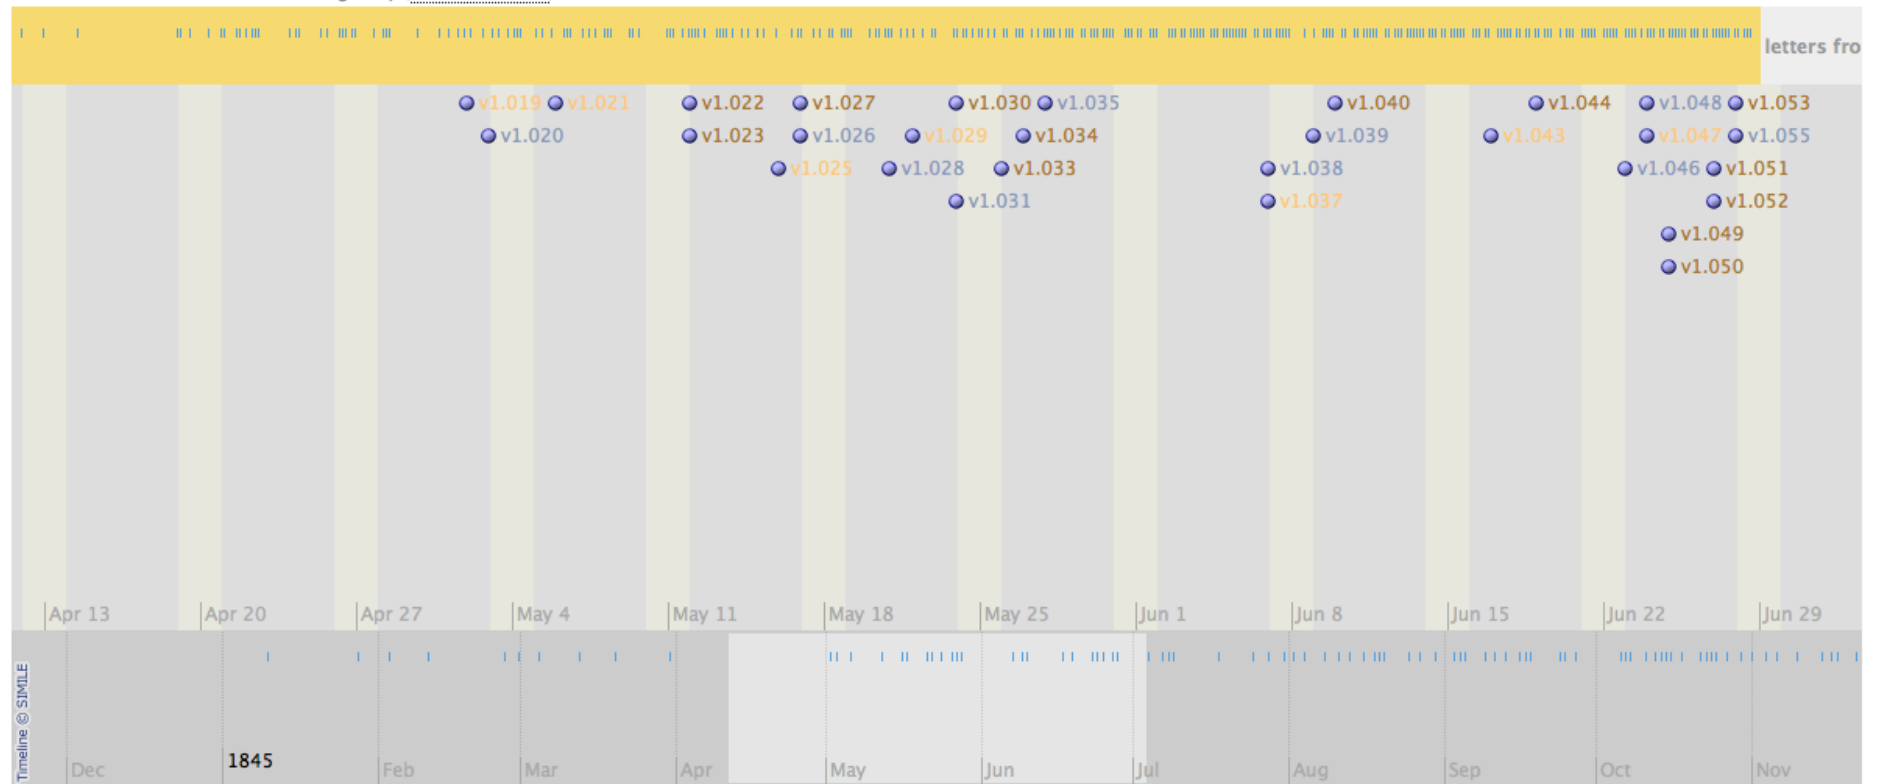 letters fro
v1.019 v1.021 v1.022 v1.027 v1.030 v1.035 v1.040 v1.044 v1.048 v1.053
v1.020 v1.023 v1.026 v1.029 v1.034 v1.039 v1.043 v1.047 v1.055
v1.025 v1.028 v1.033 v1.038 v1.046 v1.051
v1.031 v1.037 v1.052
v1.049
v1.050
Apr 13 Apr 20 Apr 27 May 4 May 11 May 18 May 25 Jun 1 Jun 8 Jun 15 Jun 22 Jun 29
Timeline © SIMILE
1845
Dec Feb Mar Apr May Jun Jul Aug Sep Oct Nov